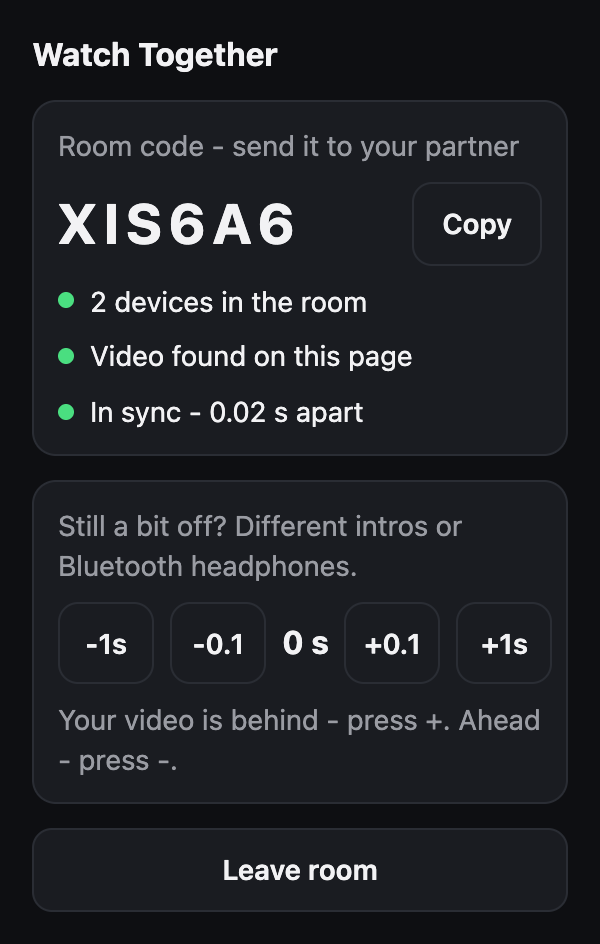 Watch Together
Room code - send it to your partner
XIS6A6
Copy
2 devices in the room
Video found on this page
In sync - 0.02 s apart
Still a bit off? Different intros or
Bluetooth headphones.
-1s
-0.1
0 s
+0.1
+1s
Your video is behind - press +. Ahead
- press -.
Leave room